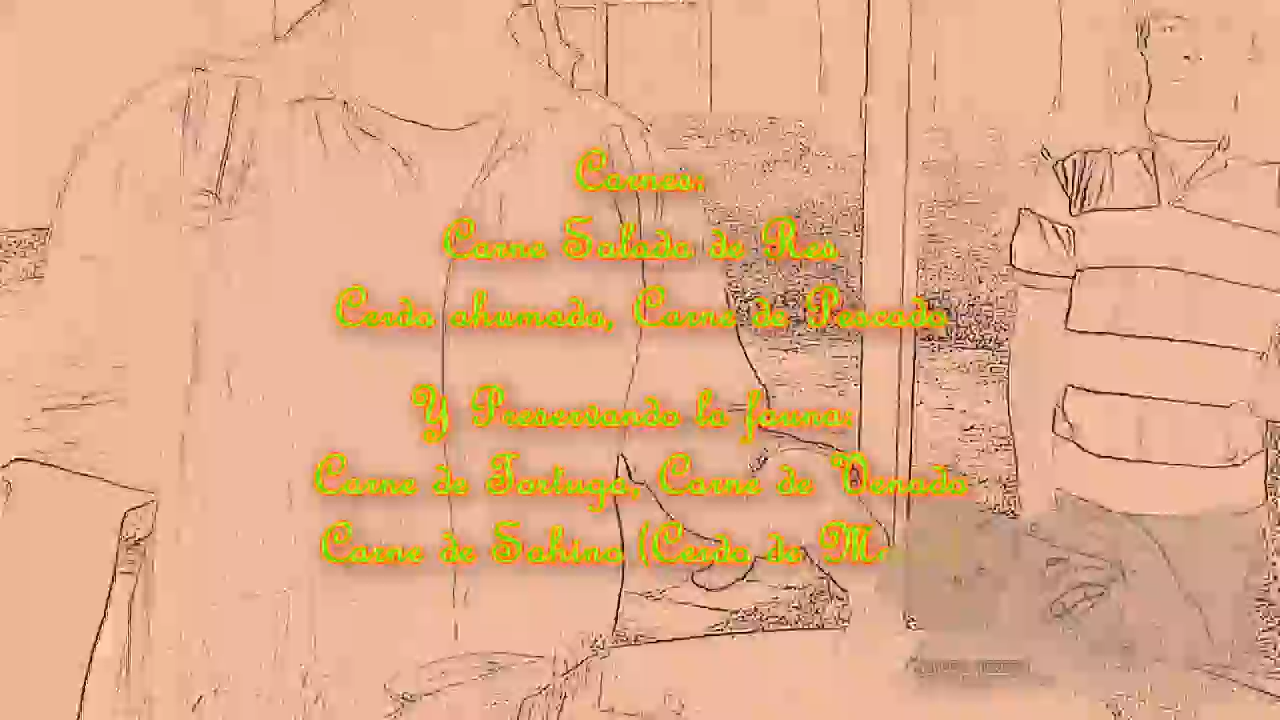 Carnes:
Carne Salada de Res
Cerdo ahumado, Carne de Pescado
Y Preservando la fauna:
Carne de Tortuga, Carne de Venado
Carne de Sahino (Cerdo de